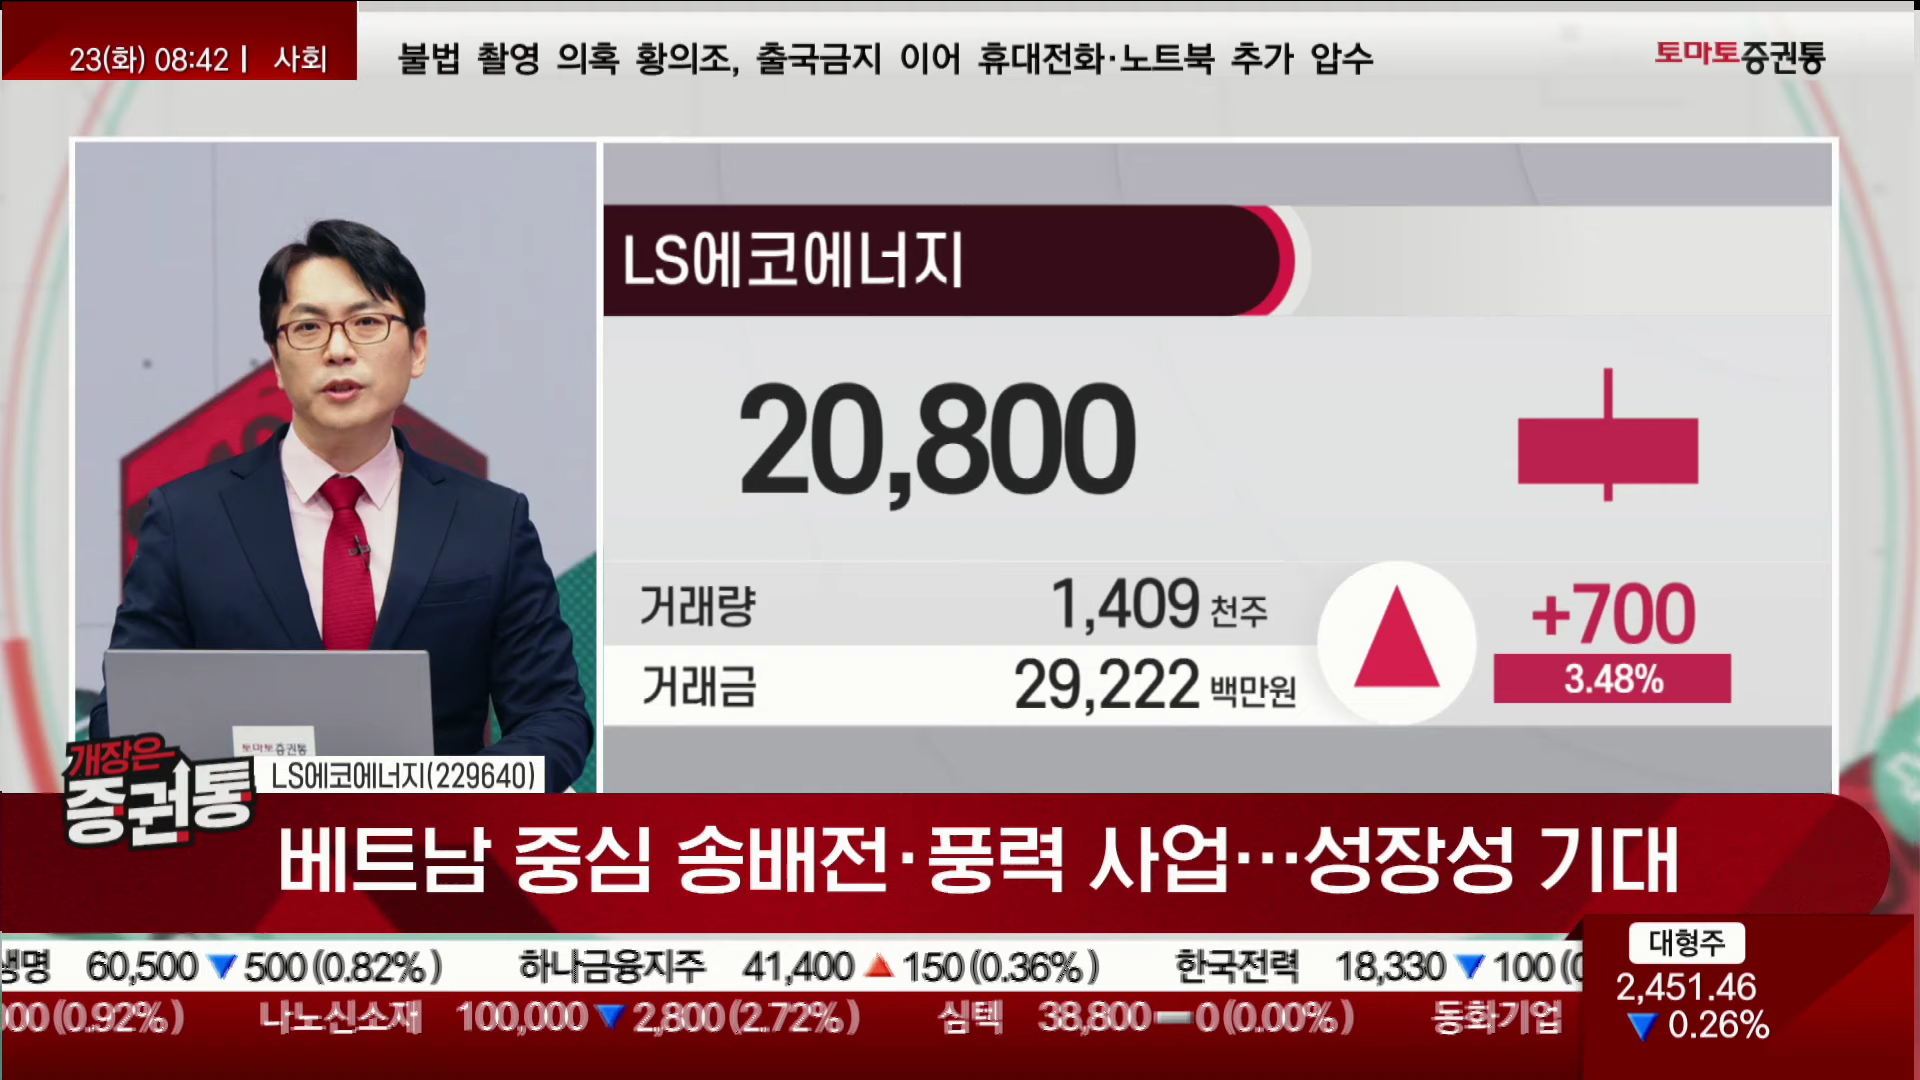 23(화) 08:42 | 사회
불법 촬영 의혹 황의조, 출국금지 이어 휴대전화·노트북 추가 압수
토마토증권통
LS에코에너지
20,800
거래량 1,409 천주
거래금 29,222 백만원
+700
3.48%
토마토증권통
개장은
증권통
LS에코에너지(229640)
베트남 중심 송배전·풍력 사업…성장성 기대
생명 60,500 ▼ 500 (0.82%) 하나금융지주 41,400 ▲ 150 (0.36%) 한국전력 18,330 ▼ 100
00 (0.92%) 나노신소재 100,000 ▼ 2,800 (2.72%) 심텍 38,800 0 (0.00%) 동화기업
대형주
2,451.46
▼ 0.26%